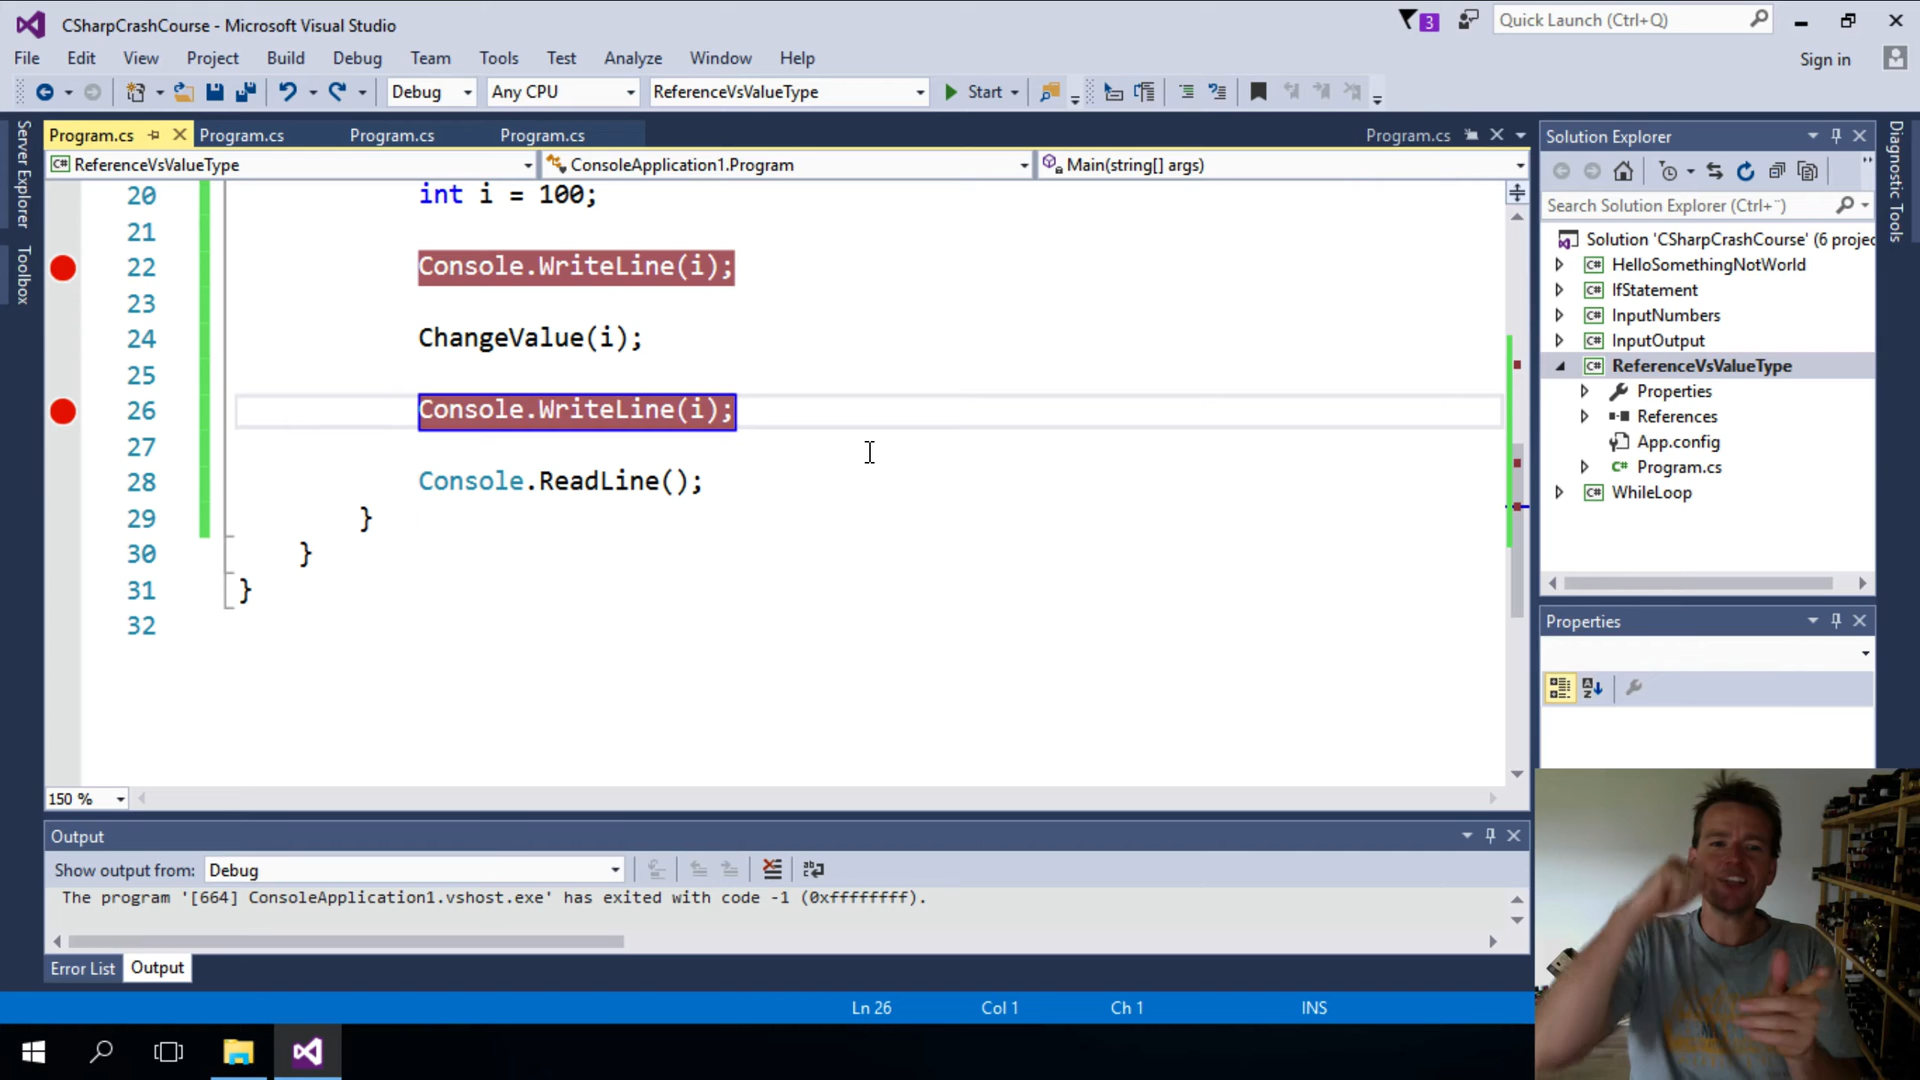 CSharpCrashCourse - Microsoft Visual Studio
3
Quick Launch (Ctrl+Q)
File Edit View Project Build Debug Team Tools Test Analyze Window Help
Sign in
Debug Any CPU ReferenceVsValueType Start
Program.cs Program.cs Program.cs Program.cs Program.cs
ReferenceVsValueType ConsoleApplication1.Program Main(string[] args)
Server Explorer
Toolbox
20 int i = 100;
21
22 Console.WriteLine(i);
23
24 ChangeValue(i);
25
26 Console.WriteLine(i);
27
28 Console.ReadLine();
29 }
30 }
31 }
32
150 %
Solution Explorer
Search Solution Explorer (Ctrl+¨)
Solution 'CSharpCrashCourse' (6 projec
C# HelloSomethingNotWorld
C# IfStatement
C# InputNumbers
C# InputOutput
C# ReferenceVsValueType
Properties
References
App.config
C# Program.cs
C# WhileLoop
Properties
Diagnostic Tools
Output
Show output from: Debug
The program '[664] ConsoleApplication1.vshost.exe' has exited with code -1 (0xffffffff).
Error List Output
Ln 26 Col 1 Ch 1 INS